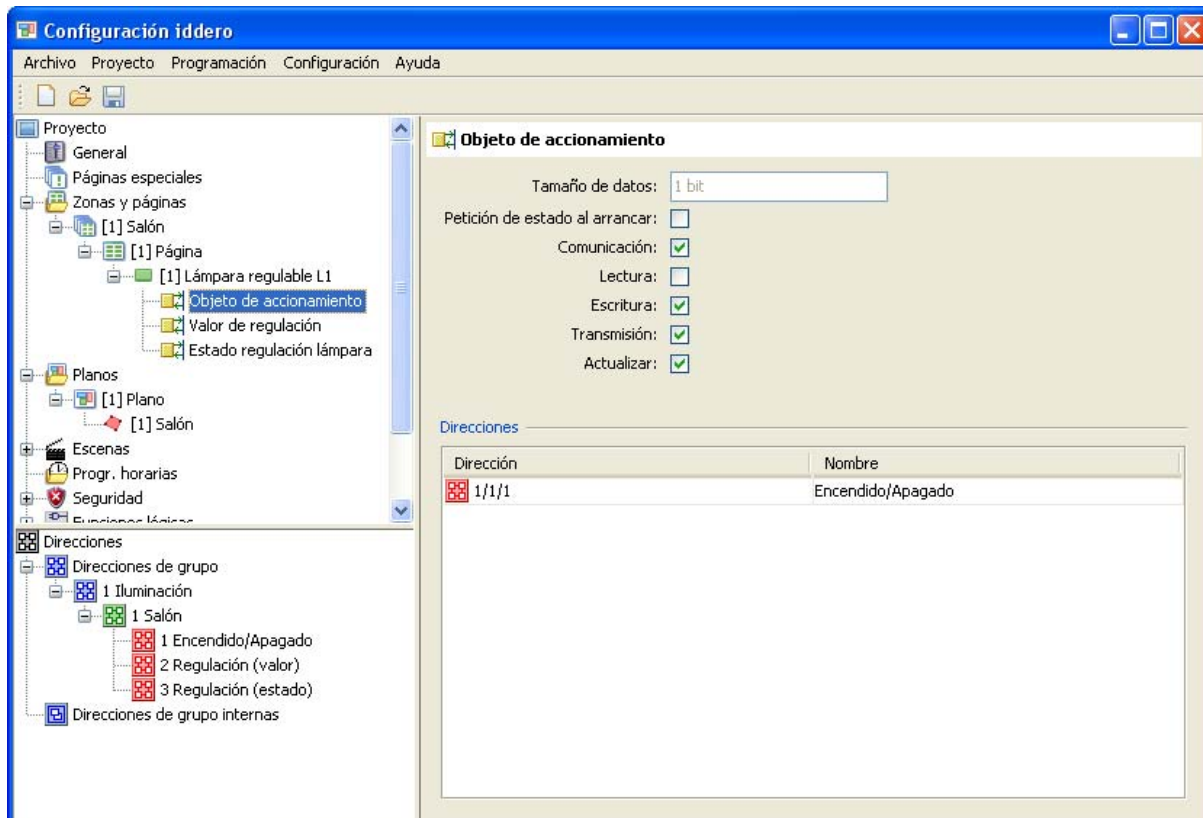 Configuración iddero
Archivo Proyecto Programación Configuración Ayuda
Proyecto
General
Páginas especiales
Zonas y páginas
[1] Salón
[1] Página
[1] Lámpara regulable L1
Objeto de accionamiento
Valor de regulación
Estado regulación lámpara
Planos
[1] Plano
[1] Salón
Escenas
Progr. horarias
Seguridad
Funciones lógicas
Direcciones
Direcciones de grupo
1 Iluminación
1 Salón
1 Encendido/Apagado
2 Regulación (valor)
3 Regulación (estado)
Direcciones de grupo internas
Objeto de accionamiento
Tamaño de datos: 1 bit
Petición de estado al arrancar:
Comunicación:
Lectura:
Escritura:
Transmisión:
Actualizar:
Direcciones
Dirección Nombre
1/1/1 Encendido/Apagado